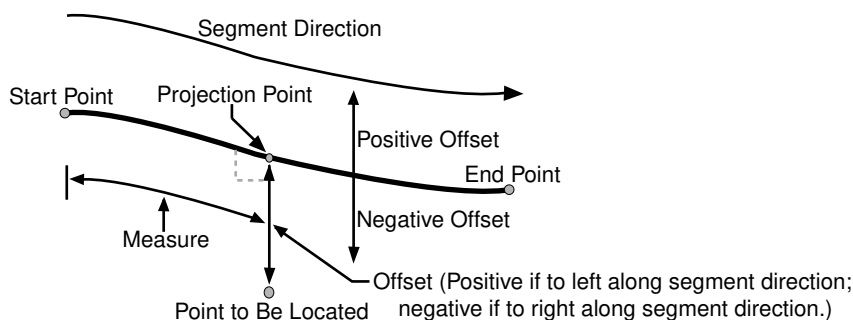 Segment Direction
Start Point
Projection Point
Positive Offset
End Point
Negative Offset
Measure
Offset (Positive if to left along segment direction;
negative if to right along segment direction.)
Point to Be Located